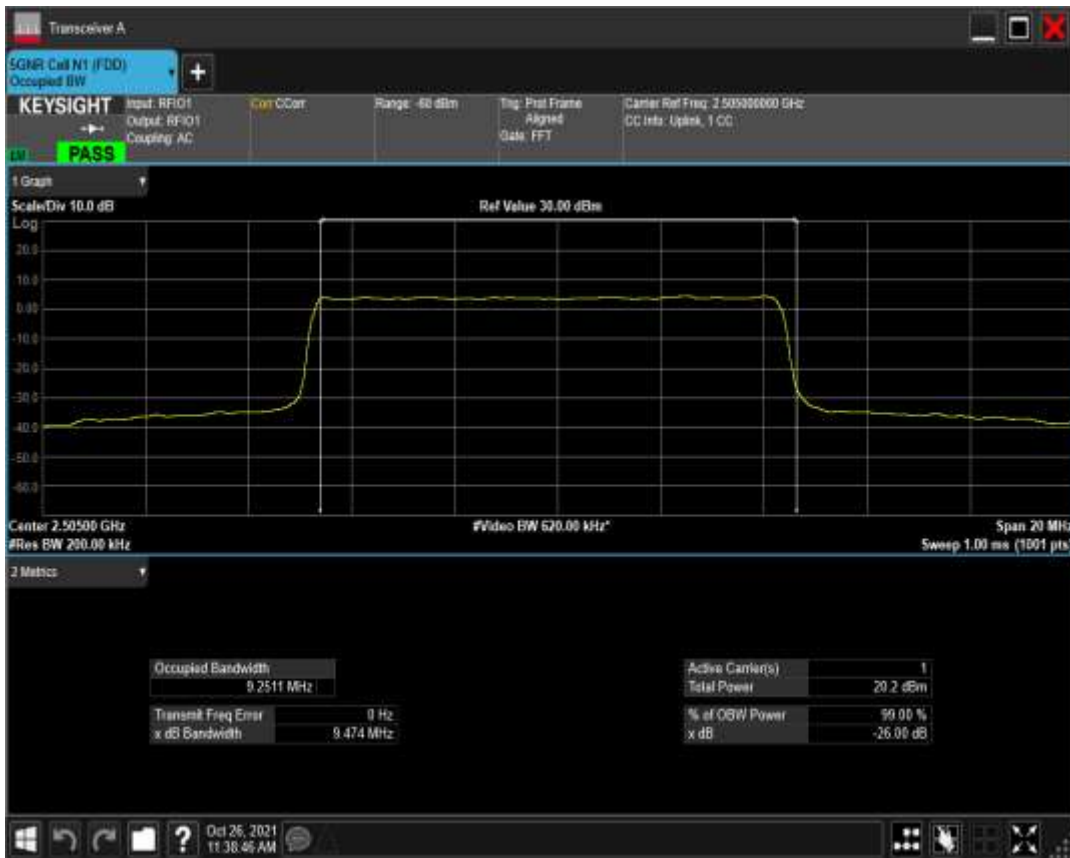 Transceiver A
5GNR Cell N1 (FDD)
Occupied BW
+
KEYSIGHT
Input: RFIO1
Output: RFIO1
Coupling: AC
Corr CCorr
Range: -60 dBm
Trig: Prot Frame
Aligned
Gate: FFT
Carrier Ref Freq: 2.505000000 GHz
CC Info: Uplink, 1 CC
PASS
1 Graph
Scale/Div 10.0 dB
Ref Value 30.00 dBm
Log
20.0
10.0
0.00
-10.0
-20.0
-30.0
-40.0
-50.0
-60.0
Center 2.50500 GHz
#Video BW 620.00 kHz*
Span 20 MHz
#Res BW 200.00 kHz
Sweep 1.00 ms (1001 pts)
2 Metrics
Occupied Bandwidth
9.2511 MHz
Transmit Freq Error 0 Hz
x dB Bandwidth 9.474 MHz
Active Carrier(s) 1
Total Power 20.2 dBm
% of OBW Power 99.00 %
x dB -26.00 dB
?
Oct 26, 2021
11:38:46 AM